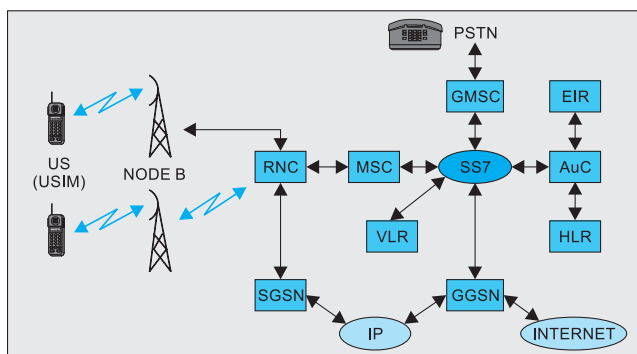 PSTN
GMSC
EIR
US
(USIM)
NODE B
RNC
MSC
SS7
AuC
VLR
HLR
SGSN
GGSN
IP
INTERNET